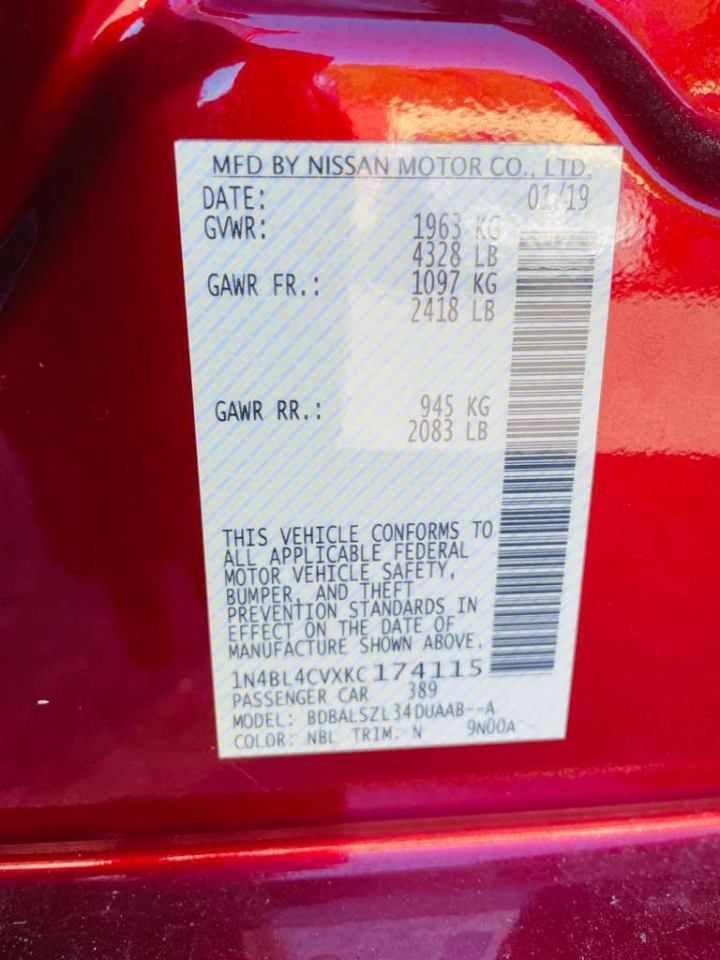 MFD BY NISSAN MOTOR CO., LTD.
DATE: 01/19
GVWR: 1963 KG
4328 LB
GAWR FR.: 1097 KG
2418 LB
GAWR RR.: 945 KG
2083 LB
THIS VEHICLE CONFORMS TO
ALL APPLICABLE FEDERAL
MOTOR VEHICLE SAFETY,
BUMPER, AND THEFT
PREVENTION STANDARDS IN
EFFECT ON THE DATE OF
MANUFACTURE SHOWN ABOVE.
1N4BL4CVXKC174115
PASSENGER CAR 389
MODEL: BDBALSZL34DUAAB--A
COLOR: NBL TRIM: N 9N00A